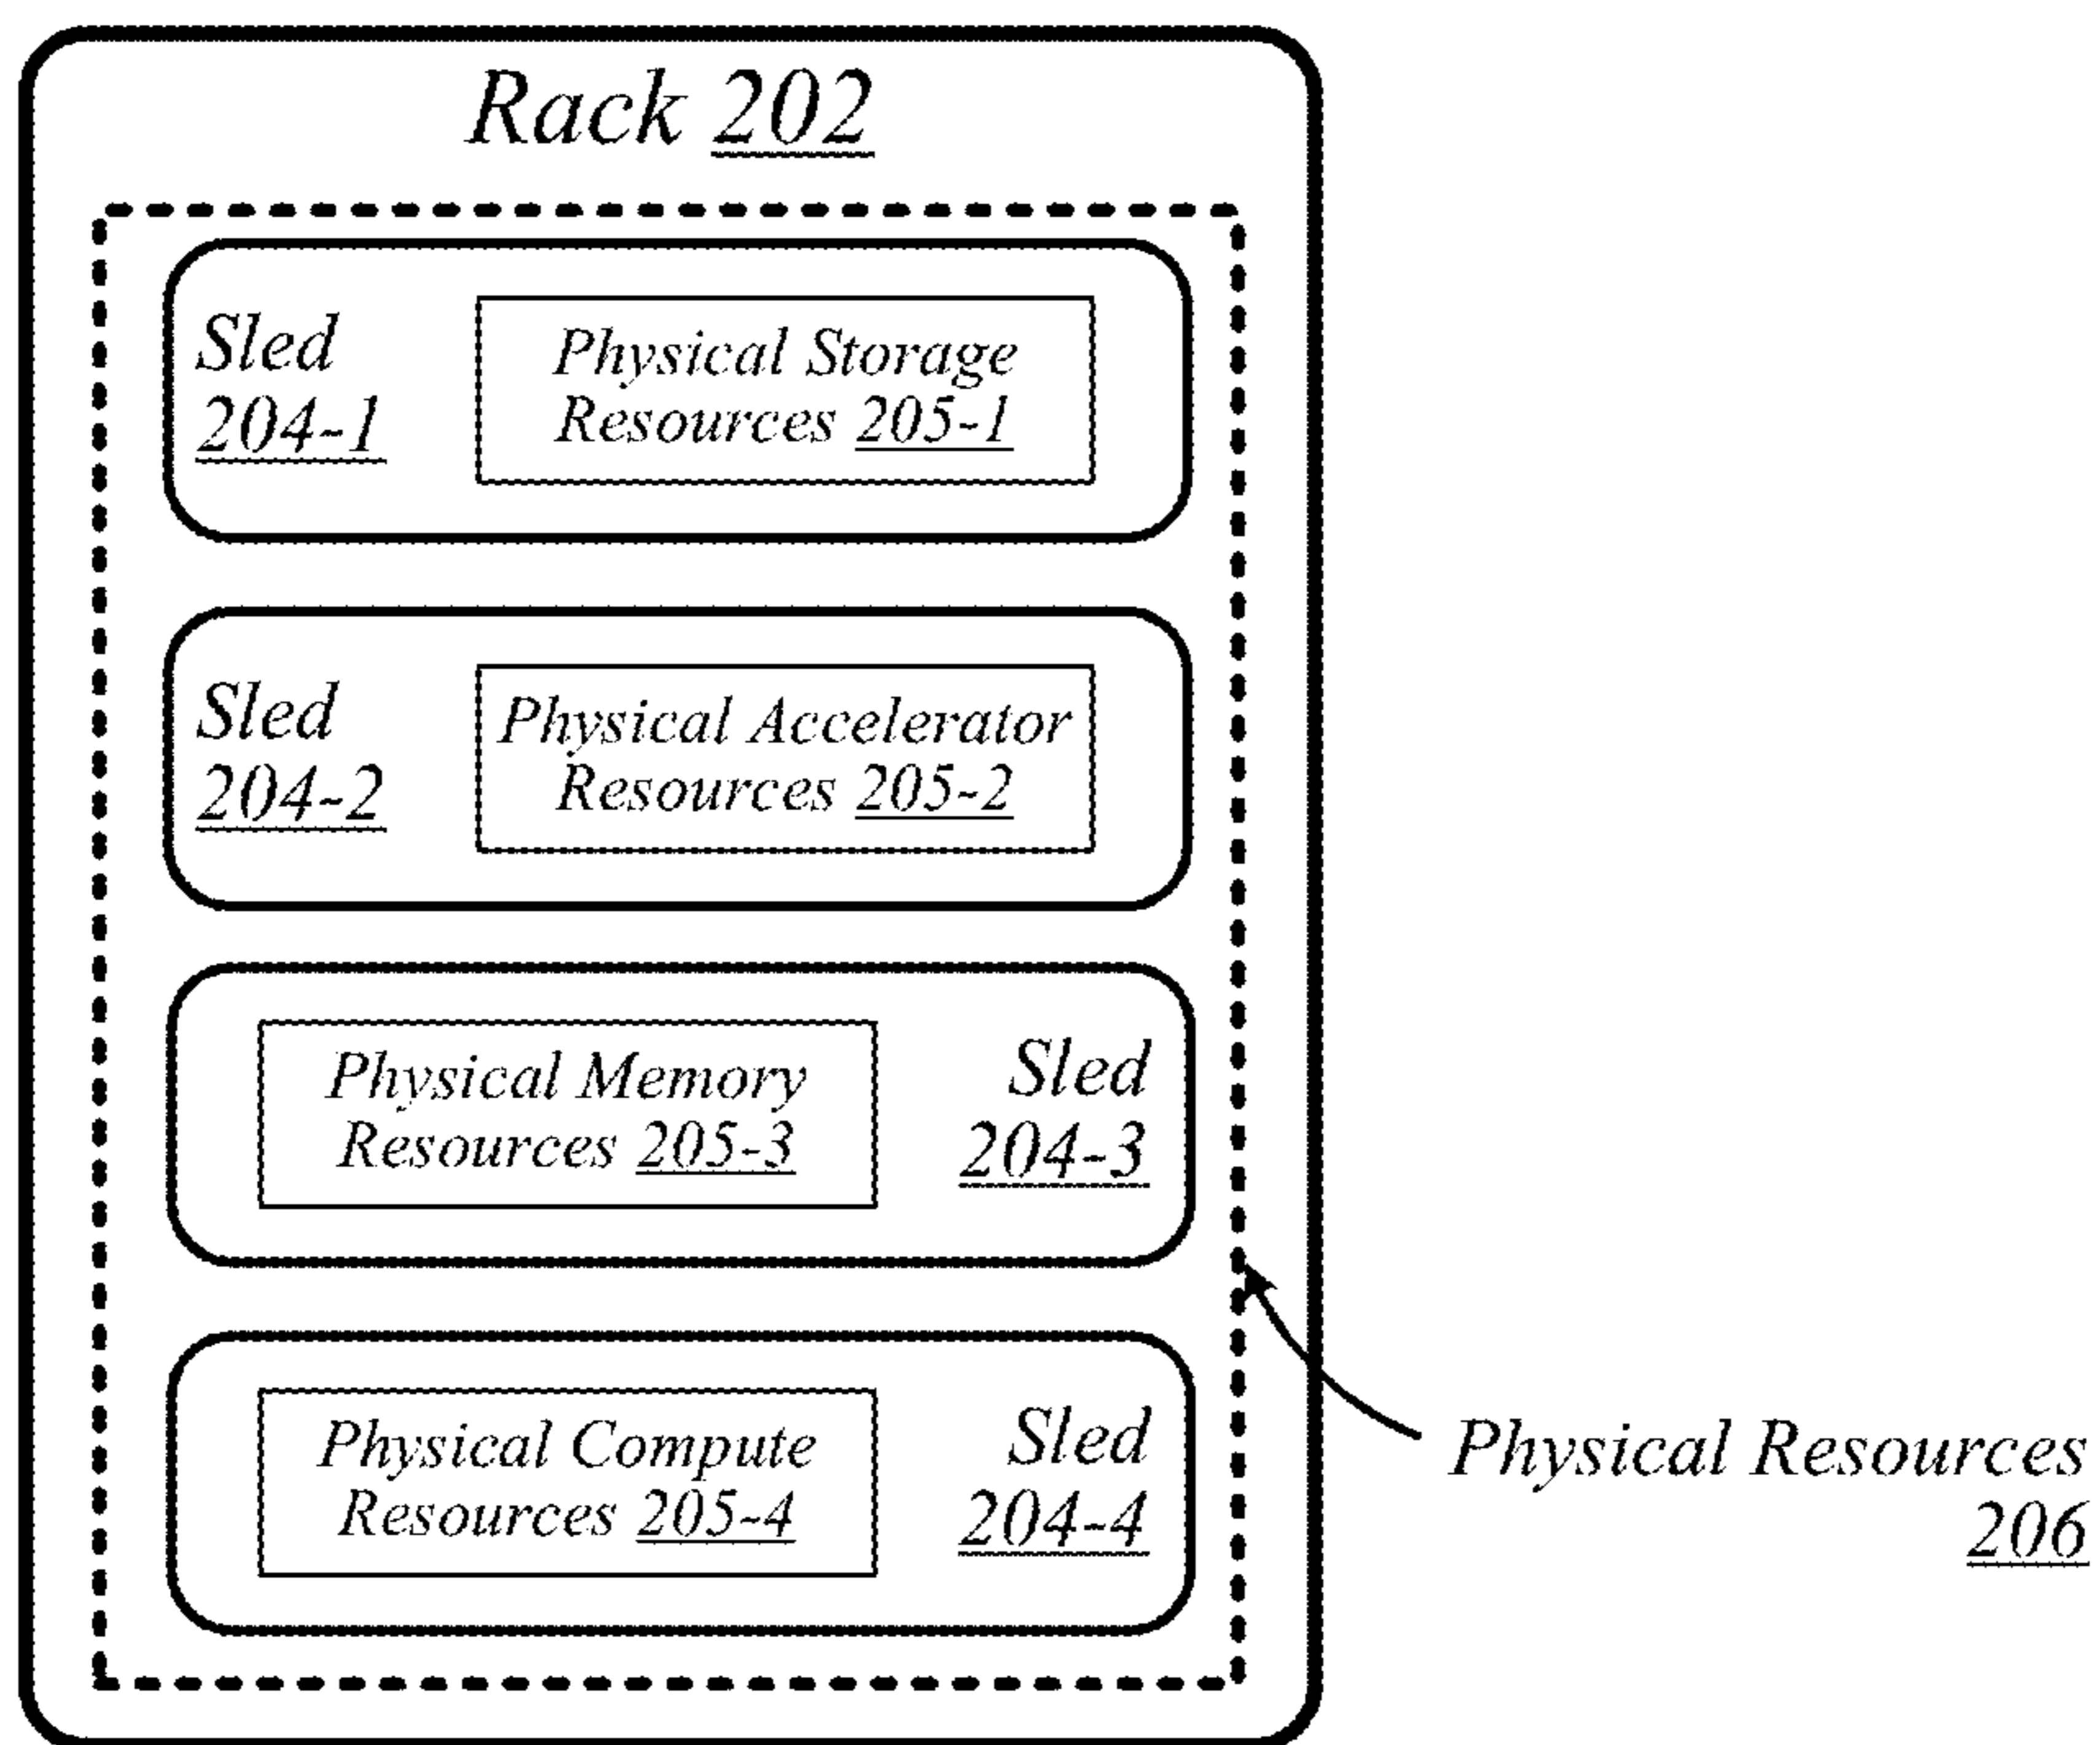 Rack 202
Sled
204-1
Physical Storage
Resources 205-1
Sled
204-2
Physical Accelerator
Resources 205-2
Physical Memory
Resources 205-3
Sled
204-3
Physical Compute
Resources 205-4
Sled
204-4
Physical Resources
206